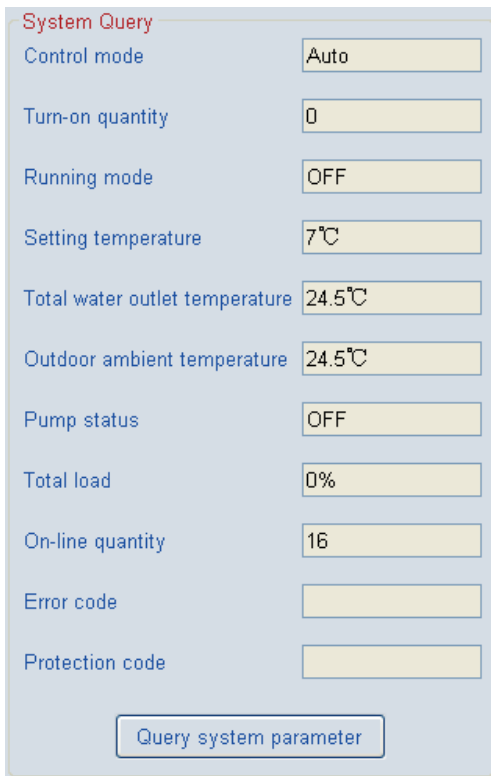 System Query
Control mode Auto
Turn-on quantity 0
Running mode OFF
Setting temperature 7℃
Total water outlet temperature 24.5℃
Outdoor ambient temperature 24.5℃
Pump status OFF
Total load 0%
On-line quantity 16
Error code
Protection code
Query system parameter